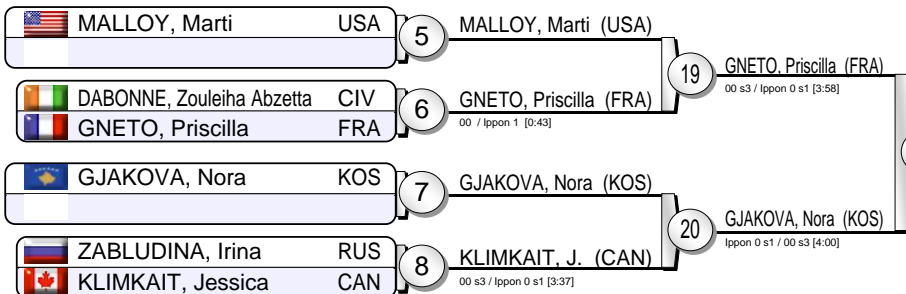 MALLOY, Marti USA
5
MALLOY, Marti (USA)
19
GNETO, Priscilla (FRA)
00 s3 / Ippon 0 s1 [3:58]
DABONNE, Zouleiha Abzetta CIV
GNETO, Priscilla FRA
6
GNETO, Priscilla (FRA)
00 / Ippon 1 [0:43]
GJAKOVA, Nora KOS
7
GJAKOVA, Nora (KOS)
20
GJAKOVA, Nora (KOS)
Ippon 0 s1 / 00 s3 [4:00]
ZABLUDINA, Irina RUS
KLIMKAIT, Jessica CAN
8
KLIMKAIT, J. (CAN)
00 s3 / Ippon 0 s1 [3:37]